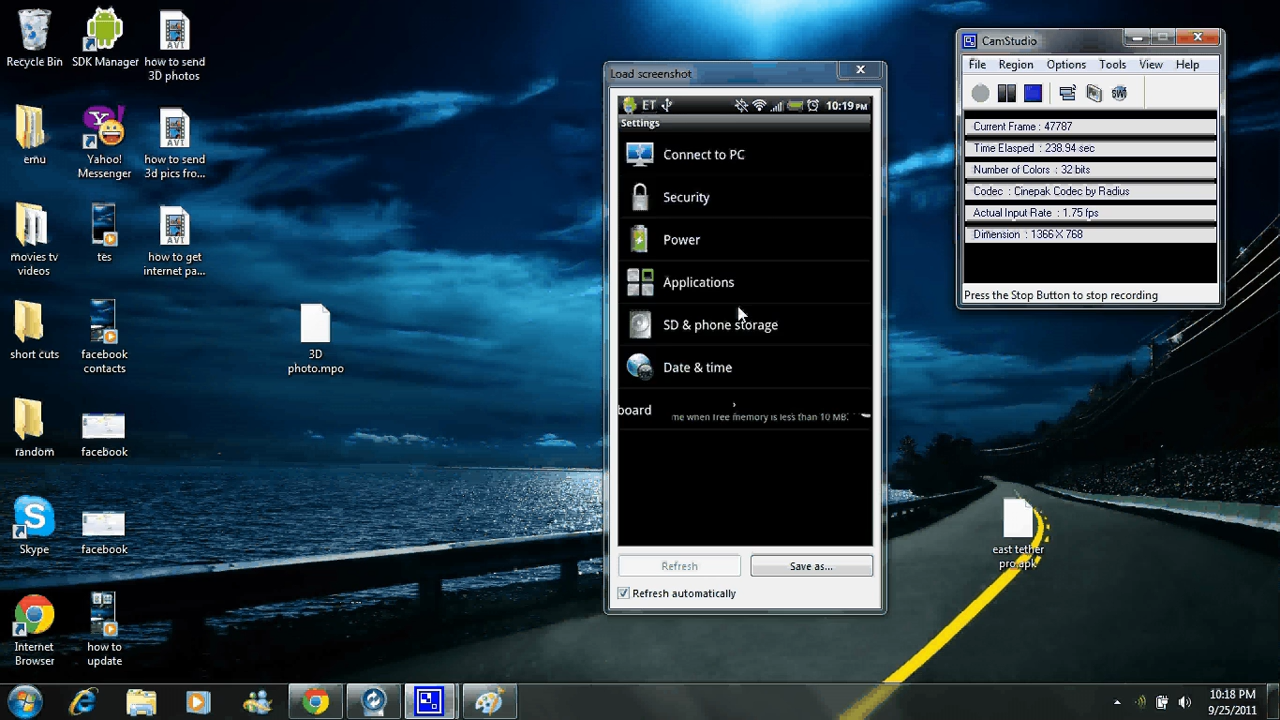 Recycle Bin
SDK Manager
how to send
3D photos
emu
Yahoo!
Messenger
how to send
3d pics fro...
movies tv
videos
tes
how to get
internet pa...
short cuts
facebook
contacts
3D
photo.mpo
random
facebook
Skype
facebook
Internet
Browser
how to
update
AVI
AVI
AVI
Load screenshot
ET
10:19 PM
Settings
Connect to PC
Security
Power
Applications
SD & phone storage
Date & time
board
me when free memory is less than 10 MB.
Refresh
Save as...
Refresh automatically
CamStudio
File Region Options Tools View Help
Current Frame : 47787
Time Elasped : 238.94 sec
Number of Colors : 32 bits
Codec : Cinepak Codec by Radius
Actual Input Rate : 1.75 fps
Dimension : 1366 X 768
Press the Stop Button to stop recording
east tether
pro.apk
10:18 PM
9/25/2011